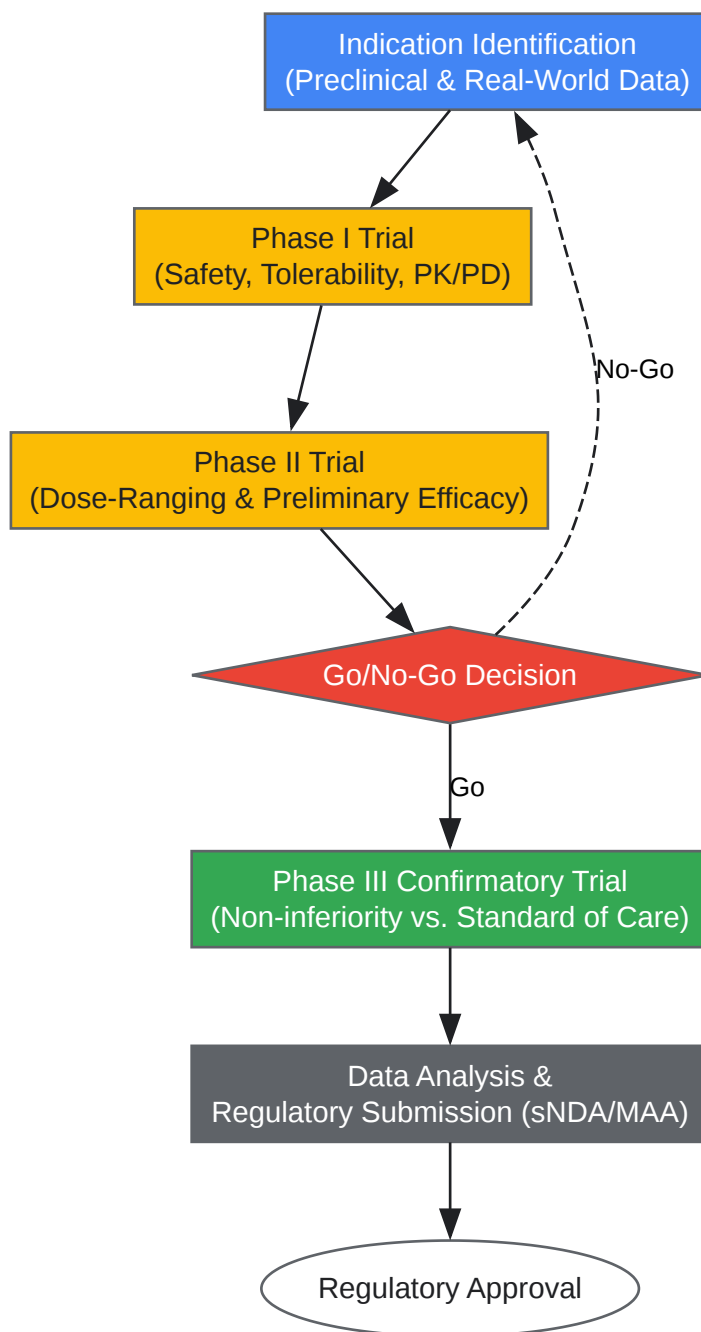 Indication Identification
(Preclinical & Real-World Data)
Phase I Trial
(Safety, Tolerability, PK/PD)
No-Go
Phase II Trial
(Dose-Ranging & Preliminary Efficacy)
Go/No-Go Decision
Go
Phase III Confirmatory Trial
(Non-inferiority vs. Standard of Care)
Data Analysis &
Regulatory Submission (sNDA/MAA)
Regulatory Approval